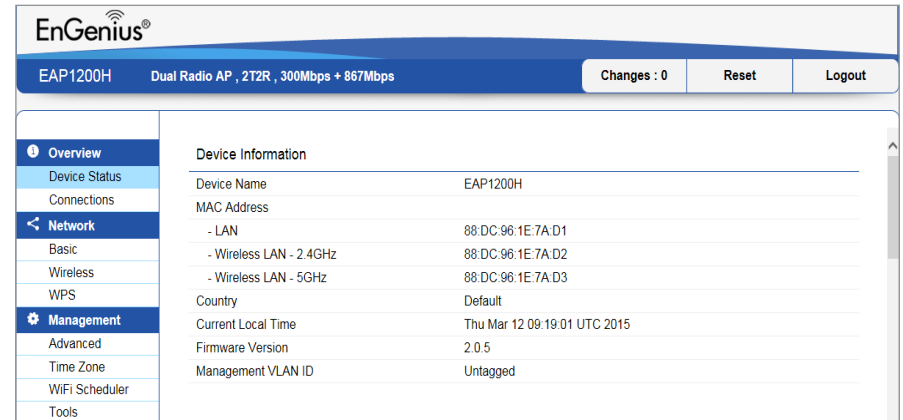 EnGenius®
EAP1200H Dual Radio AP , 2T2R , 300Mbps + 867Mbps Changes : 0 Reset Logout
Overview
Device Status
Connections
Network
Basic
Wireless
WPS
Management
Advanced
Time Zone
WiFi Scheduler
Tools
Device Information
Device Name EAP1200H
MAC Address
- LAN 88:DC:96:1E:7A:D1
- Wireless LAN - 2.4GHz 88:DC:96:1E:7A:D2
- Wireless LAN - 5GHz 88:DC:96:1E:7A:D3
Country Default
Current Local Time Thu Mar 12 09:19:01 UTC 2015
Firmware Version 2.0.5
Management VLAN ID Untagged